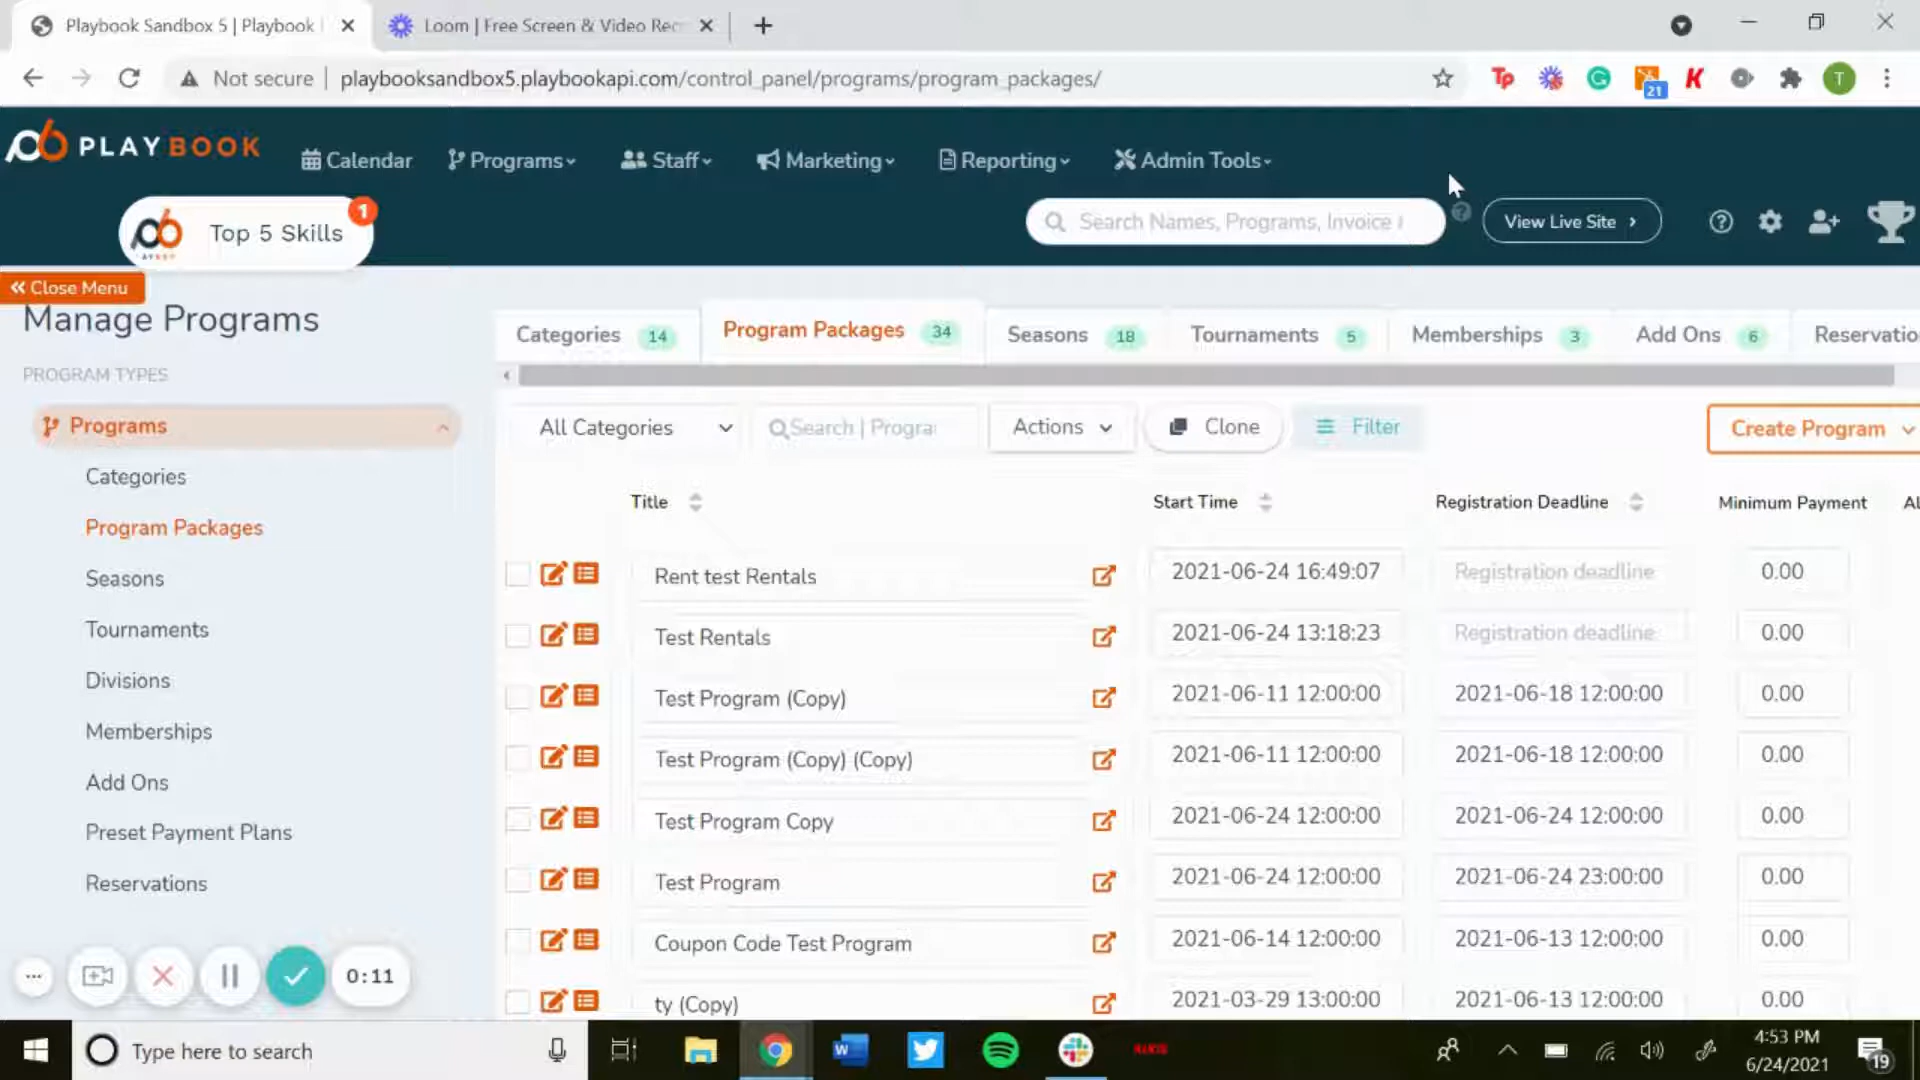 Playbook Sandbox 5 | Playbook
Loom | Free Screen & Video Rec
Not secure | playbooksandbox5.playbookapi.com/control_panel/programs/program_packages/
21
T
PLAYBOOK
Calendar
Programs
Staff
Marketing
Reporting
Admin Tools
Top 5 Skills
1
Search Names, Programs, Invoice
View Live Site
Close Menu
Manage Programs
PROGRAM TYPES
Programs
Categories
Program Packages
Seasons
Tournaments
Divisions
Memberships
Add Ons
Preset Payment Plans
Reservations
Categories 14
Program Packages 34
Seasons 18
Tournaments 5
Memberships 3
Add Ons 6
Reservatio
All Categories
Search | Progra
Actions
Clone
Filter
Create Program
Title Start Time Registration Deadline Minimum Payment Al
Rent test Rentals 2021-06-24 16:49:07 Registration deadline 0.00
Test Rentals 2021-06-24 13:18:23 Registration deadline 0.00
Test Program (Copy) 2021-06-11 12:00:00 2021-06-18 12:00:00 0.00
Test Program (Copy) (Copy) 2021-06-11 12:00:00 2021-06-18 12:00:00 0.00
Test Program Copy 2021-06-24 12:00:00 2021-06-24 12:00:00 0.00
Test Program 2021-06-24 12:00:00 2021-06-24 23:00:00 0.00
Coupon Code Test Program 2021-06-14 12:00:00 2021-06-13 12:00:00 0.00
ty (Copy) 2021-03-29 13:00:00 2021-06-13 12:00:00 0.00
0:11
Type here to search
4:53 PM
6/24/2021
19